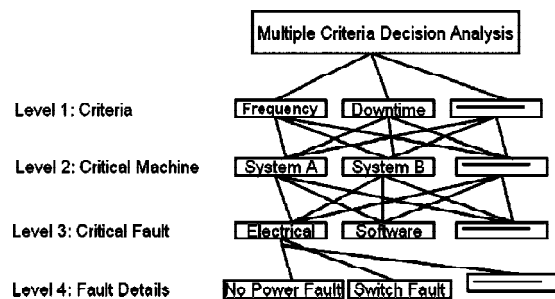 Multiple Criteria Decision Analysis
Level 1: Criteria
Frequency
Downtime
Level 2: Critical Machine
System A
System B
Level 3: Critical Fault
Electrical
Software
Level 4: Fault Details
No Power Fault
Switch Fault